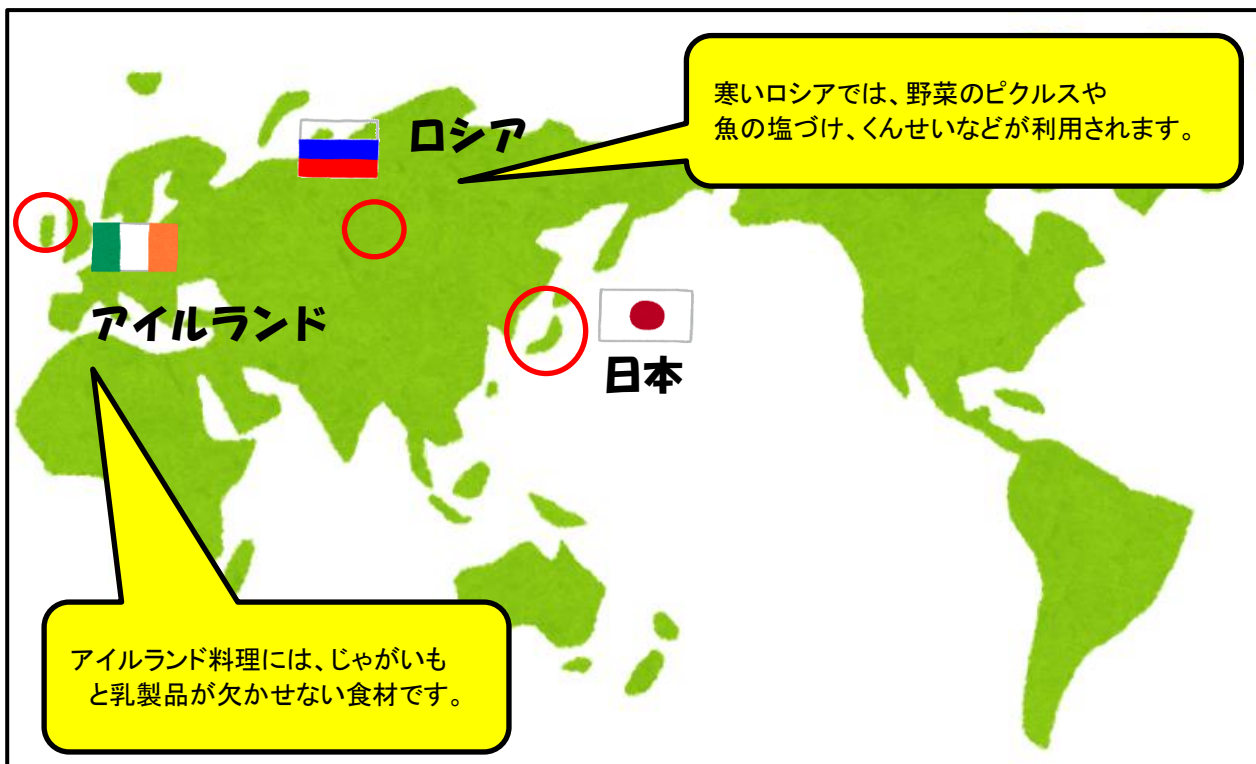 寒いロシアでは、野菜のピクルスや
魚の塩づけ、くんせいなどが利用されます。
ロシア
アイルランド
日本
アイルランド料理には、じゃがいも
と乳製品が欠かせない食材です。